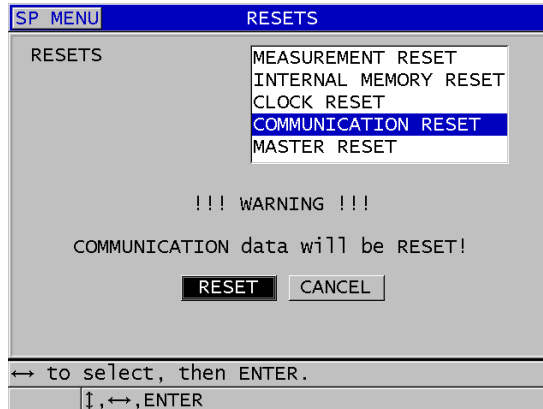 SP MENU RESETS
RESETS
MEASUREMENT RESET
INTERNAL MEMORY RESET
CLOCK RESET
COMMUNICATION RESET
MASTER RESET
!!! WARNING !!!
COMMUNICATION data will be RESET!
RESET CANCEL
↔ to select, then ENTER.
↕,↔,ENTER